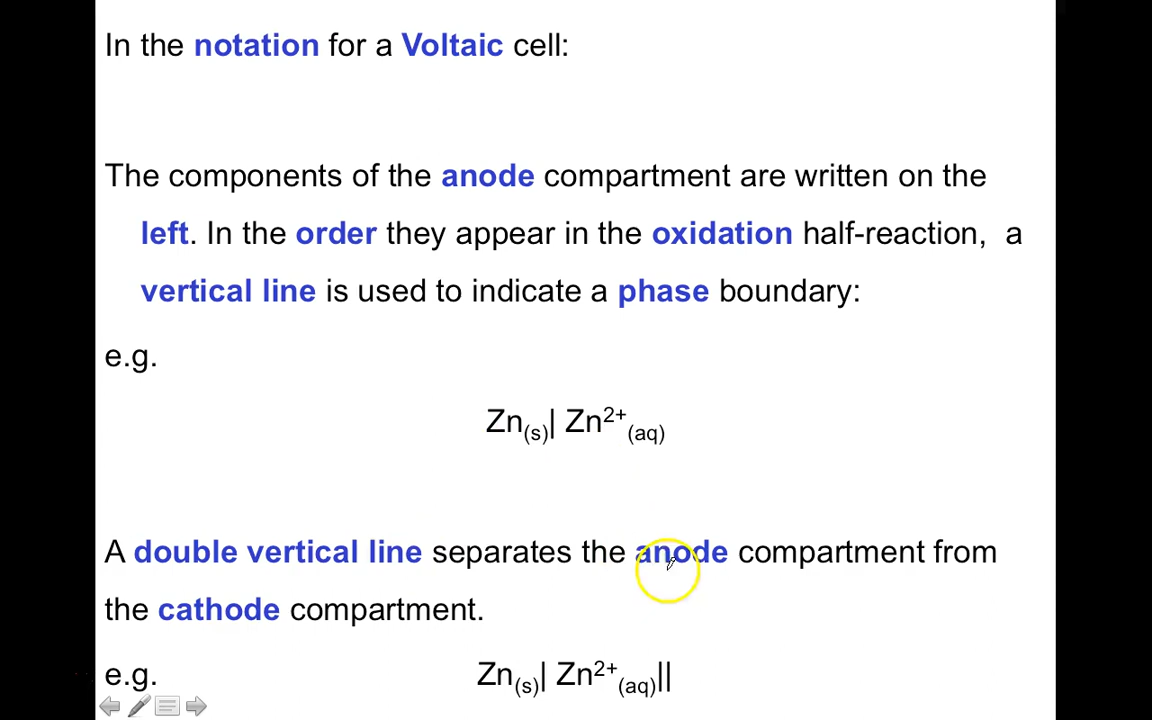 In the notation for a Voltaic cell:
The components of the anode compartment are written on the
left. In the order they appear in the oxidation half-reaction, a
vertical line is used to indicate a phase boundary:
e.g.
Zn(s)| Zn²⁺(aq)
A double vertical line separates the anode compartment from
the cathode compartment.
e.g. Zn(s)| Zn²⁺(aq)||